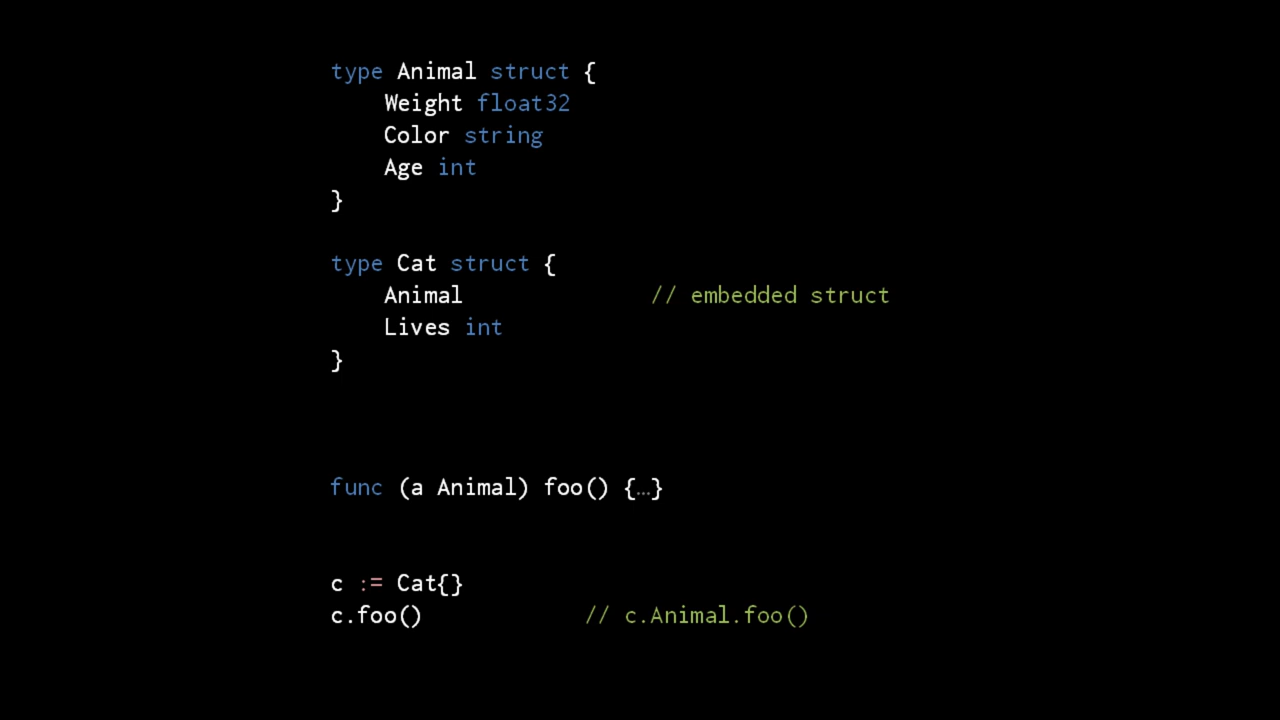 type Animal struct {
    Weight float32
    Color string
    Age int
}
type Cat struct {
    Animal // embedded struct
    Lives int
}
func (a Animal) foo() {…}
c := Cat{}
c.foo() // c.Animal.foo()